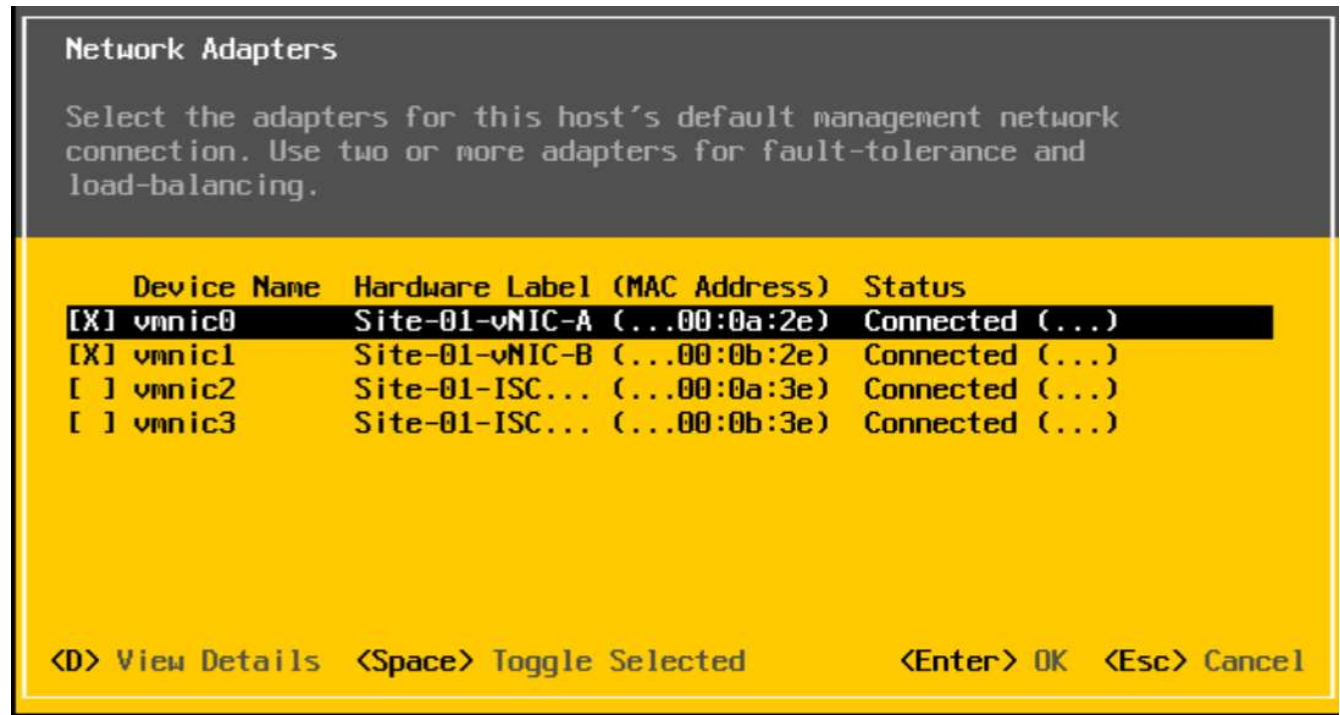 Network Adapters
Select the adapters for this host's default management network
connection. Use two or more adapters for fault-tolerance and
load-balancing.
Device Name Hardware Label (MAC Address) Status
[X] vmnic0 Site-01-vNIC-A (...00:0a:2e) Connected (...)
[X] vmnic1 Site-01-vNIC-B (...00:0b:2e) Connected (...)
[ ] vmnic2 Site-01-ISC... (...00:0a:3e) Connected (...)
[ ] vmnic3 Site-01-ISC... (...00:0b:3e) Connected (...)
<D> View Details <Space> Toggle Selected <Enter> OK <Esc> Cancel